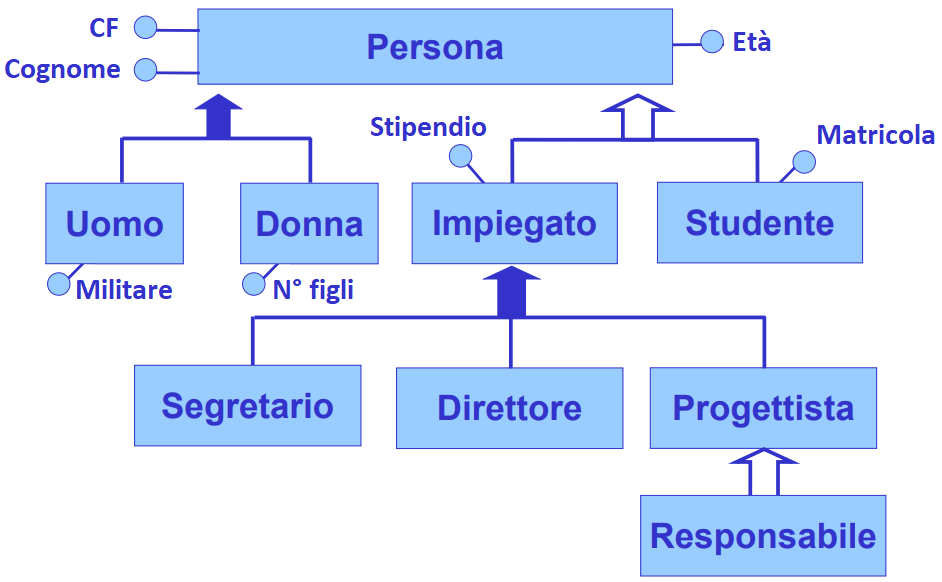 CF
Persona
Età
Cognome
Stipendio
Matricola
Uomo
Donna
Impiegato
Studente
Militare
N° figli
Segretario
Direttore
Progettista
Responsabile